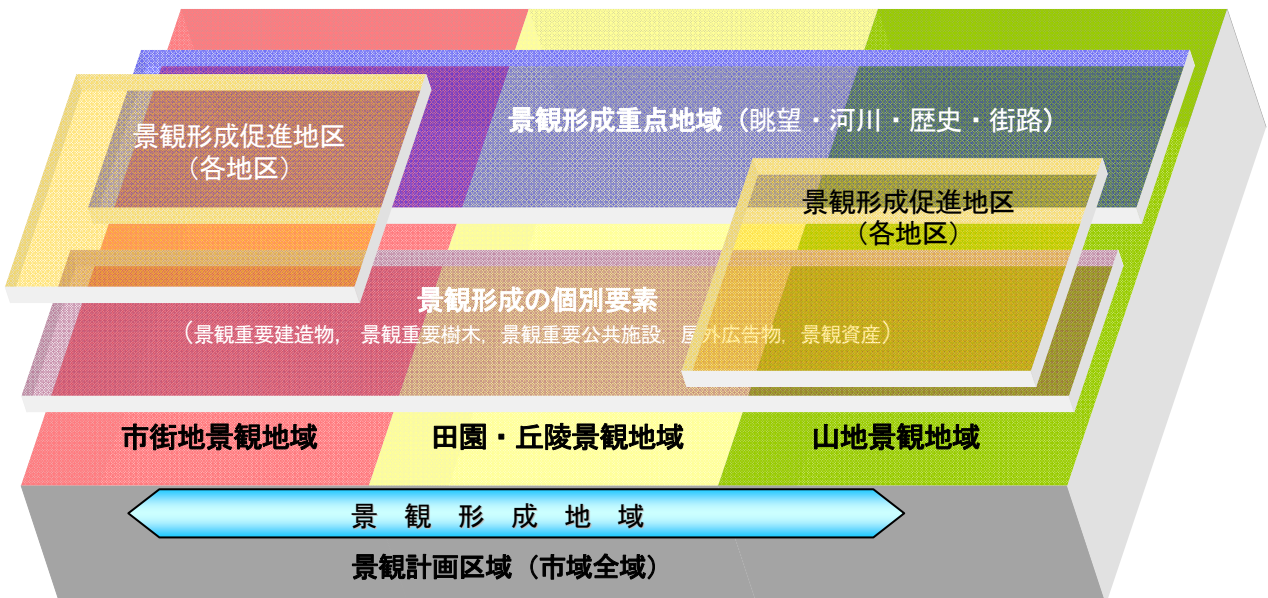 景観形成重点地域（眺望・河川・歴史・街路）
景観形成促進地区
（各地区）
景観形成促進地区
（各地区）
景観形成の個別要素
（景観重要建造物，景観重要樹木，景観重要公共施設，屋外広告物，景観資産）
市街地景観地域
田園・丘陵景観地域
山地景観地域
景観形成地域
景観計画区域（市域全域）